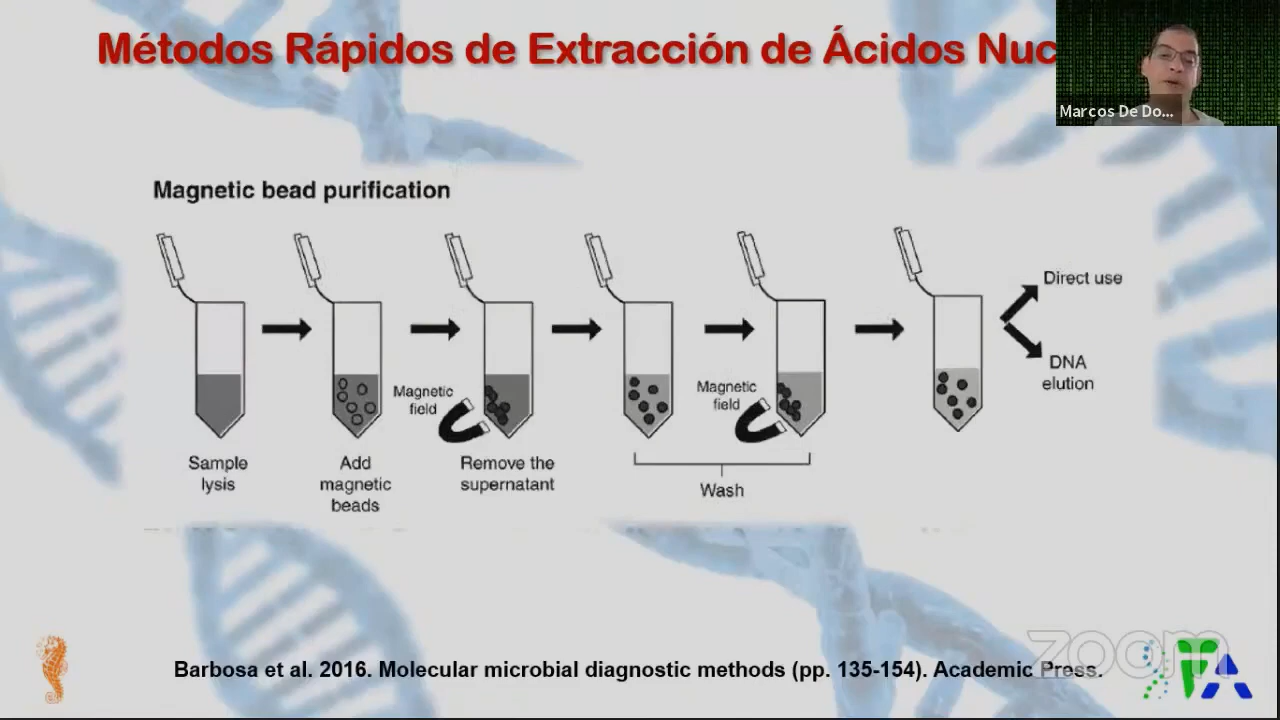 Métodos Rápidos de Extracción de Ácidos Nuc
Marcos De Do...
Magnetic bead purification
Direct use
DNA
elution
Magnetic
field
Magnetic
field
Sample
lysis
Add
magnetic
beads
Remove the
supernatant
Wash
zoom
Barbosa et al. 2016. Molecular microbial diagnostic methods (pp. 135-154). Academic Press.
TA